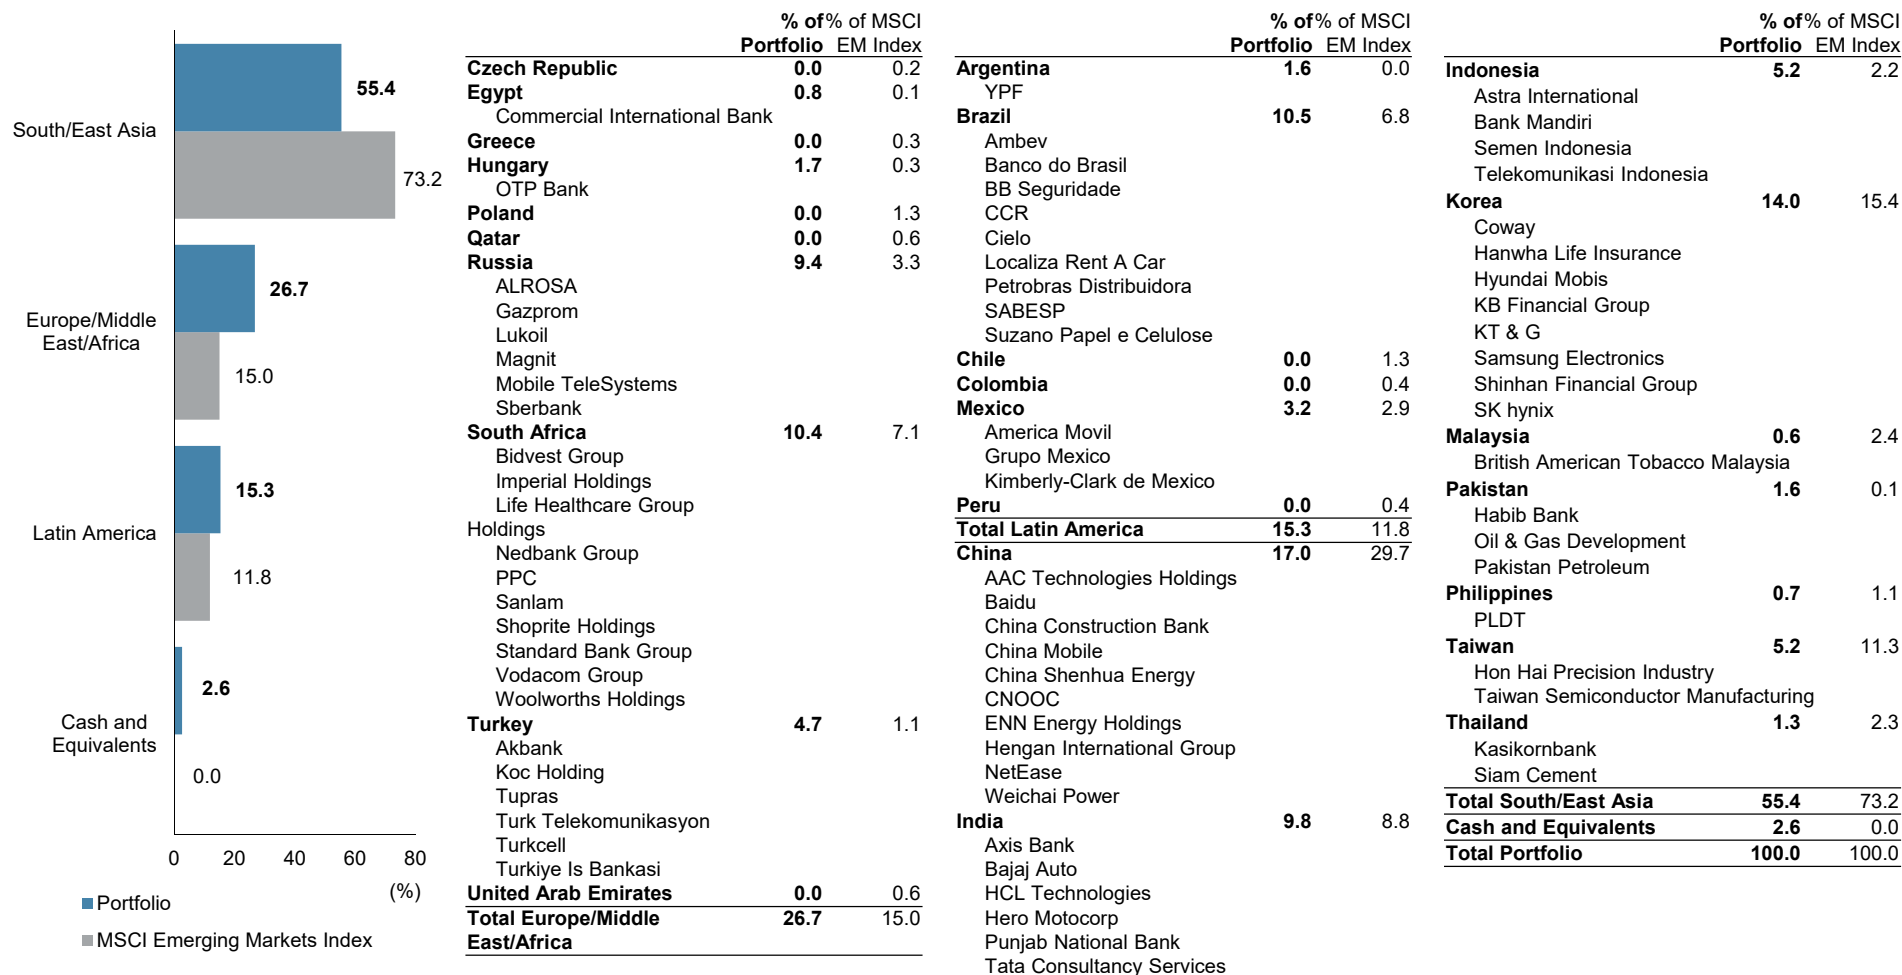 South/East Asia
55.4
73.2
Europe/Middle
East/Africa
26.7
15.0
Latin America
15.3
11.8
Cash and
Equivalents
2.6
0.0
0 20 40 60 80
(%)
Portfolio
MSCI Emerging Markets Index
% of % of MSCI
Portfolio EM Index
Czech Republic 0.0 0.2
Egypt 0.8 0.1
Commercial International Bank
Greece 0.0 0.3
Hungary 1.7 0.3
OTP Bank
Poland 0.0 1.3
Qatar 0.0 0.6
Russia 9.4 3.3
ALROSA
Gazprom
Lukoil
Magnit
Mobile TeleSystems
Sberbank
South Africa 10.4 7.1
Bidvest Group
Imperial Holdings
Life Healthcare Group
Holdings
Nedbank Group
PPC
Sanlam
Shoprite Holdings
Standard Bank Group
Vodacom Group
Woolworths Holdings
Turkey 4.7 1.1
Akbank
Koc Holding
Tupras
Turk Telekomunikasyon
Turkcell
Turkiye Is Bankasi
United Arab Emirates 0.0 0.6
Total Europe/Middle 26.7 15.0
East/Africa
% of % of MSCI
Portfolio EM Index
Argentina 1.6 0.0
YPF
Brazil 10.5 6.8
Ambev
Banco do Brasil
BB Seguridade
CCR
Cielo
Localiza Rent A Car
Petrobras Distribuidora
SABESP
Suzano Papel e Celulose
Chile 0.0 1.3
Colombia 0.0 0.4
Mexico 3.2 2.9
America Movil
Grupo Mexico
Kimberly-Clark de Mexico
Peru 0.0 0.4
Total Latin America 15.3 11.8
China 17.0 29.7
AAC Technologies Holdings
Baidu
China Construction Bank
China Mobile
China Shenhua Energy
CNOOC
ENN Energy Holdings
Hengan International Group
NetEase
Weichai Power
India 9.8 8.8
Axis Bank
Bajaj Auto
HCL Technologies
Hero Motocorp
Punjab National Bank
Tata Consultancy Services
% of % of MSCI
Portfolio EM Index
Indonesia 5.2 2.2
Astra International
Bank Mandiri
Semen Indonesia
Telekomunikasi Indonesia
Korea 14.0 15.4
Coway
Hanwha Life Insurance
Hyundai Mobis
KB Financial Group
KT & G
Samsung Electronics
Shinhan Financial Group
SK hynix
Malaysia 0.6 2.4
British American Tobacco Malaysia
Pakistan 1.6 0.1
Habib Bank
Oil & Gas Development
Pakistan Petroleum
Philippines 0.7 1.1
PLDT
Taiwan 5.2 11.3
Hon Hai Precision Industry
Taiwan Semiconductor Manufacturing
Thailand 1.3 2.3
Kasikornbank
Siam Cement
Total South/East Asia 55.4 73.2
Cash and Equivalents 2.6 0.0
Total Portfolio 100.0 100.0